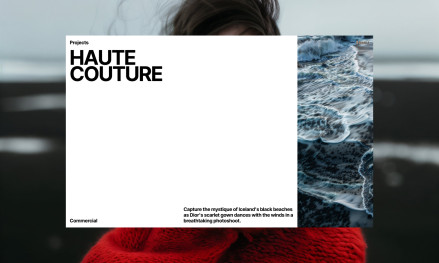 Projects
HAUTE
COUTURE
Capture the mystique of Iceland's black beaches
as Dior's scarlet gown dances with the winds in a
breathtaking photoshoot.
Commercial